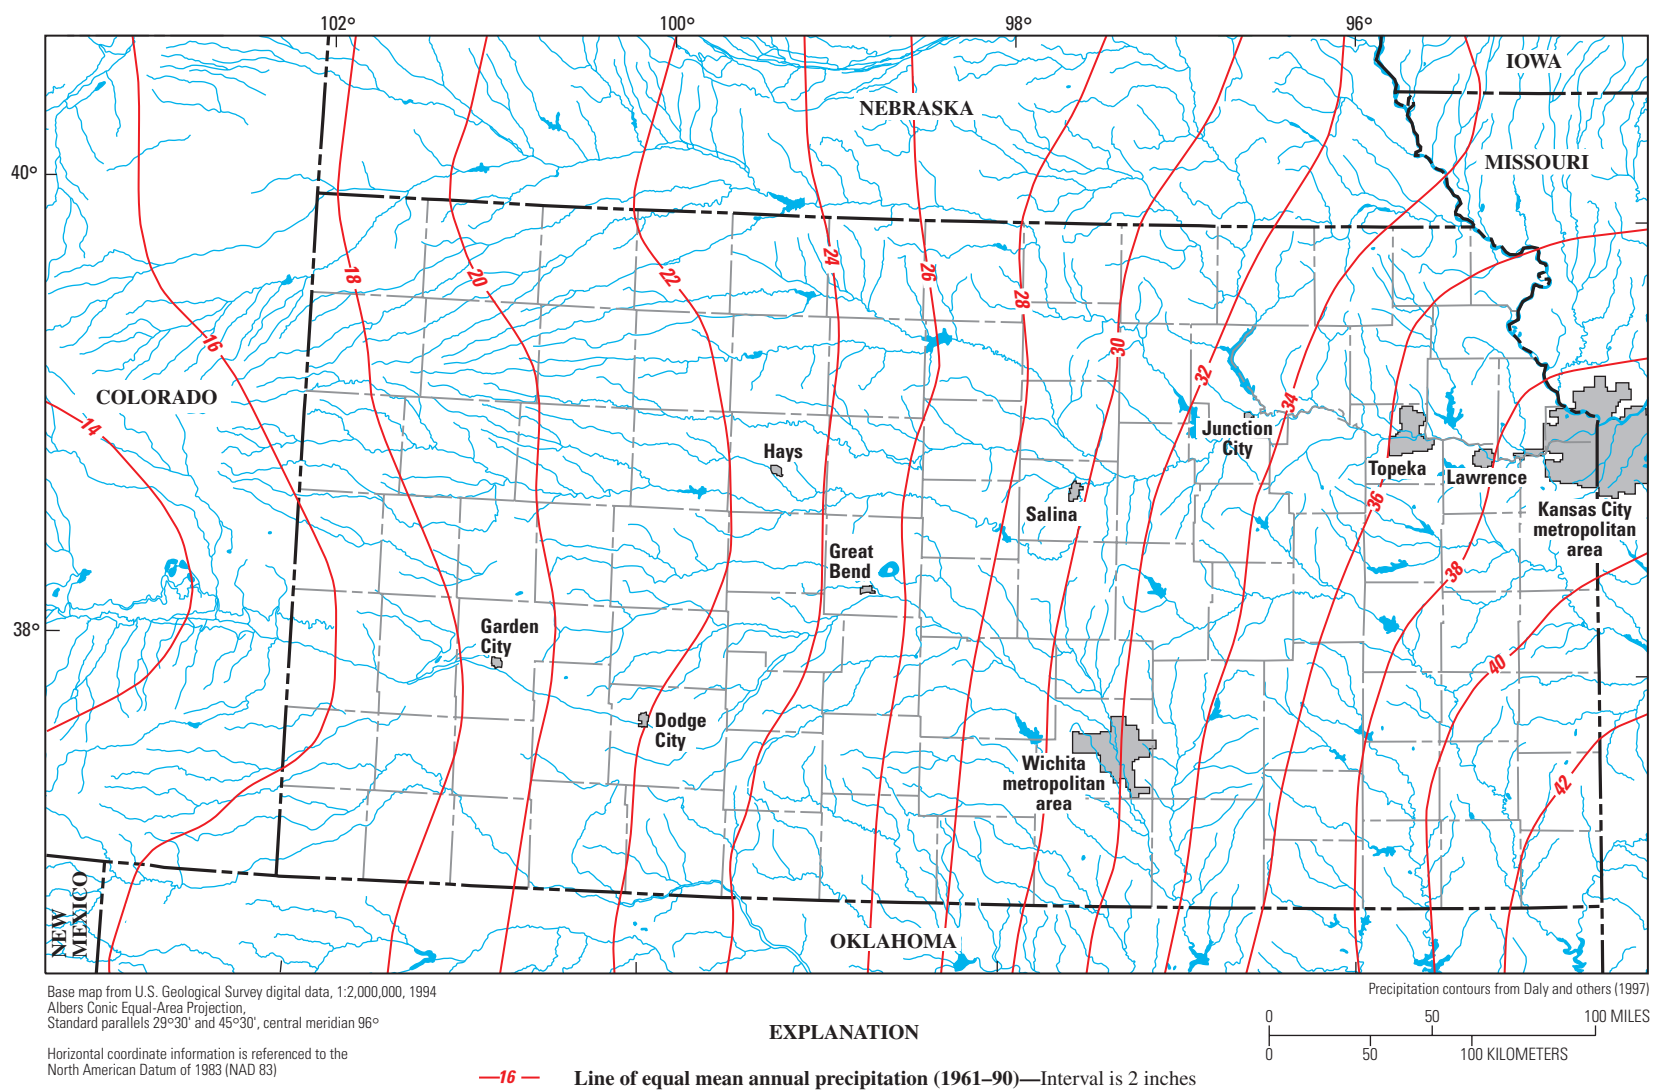 102°
100°
98°
96°
IOWA
NEBRASKA
MISSOURI
40°
24
26
18
20
22
28
16
30
32
COLORADO
34
14
Junction
City
Hays
Topeka
Lawrence
36
Salina
Kansas City
metropolitan
area
Great
Bend
38
38°
Garden
City
40
Dodge
City
Wichita
metropolitan
area
42
NEW
MEXICO
OKLAHOMA
Base map from U.S. Geological Survey digital data, 1:2,000,000, 1994
Albers Conic Equal-Area Projection,
Standard parallels 29°30' and 45°30', central meridian 96°
Horizontal coordinate information is referenced to the
North American Datum of 1983 (NAD 83)
Precipitation contours from Daly and others (1997)
0 50 100 MILES
0 50 100 KILOMETERS
EXPLANATION
16 Line of equal mean annual precipitation (1961–90)—Interval is 2 inches